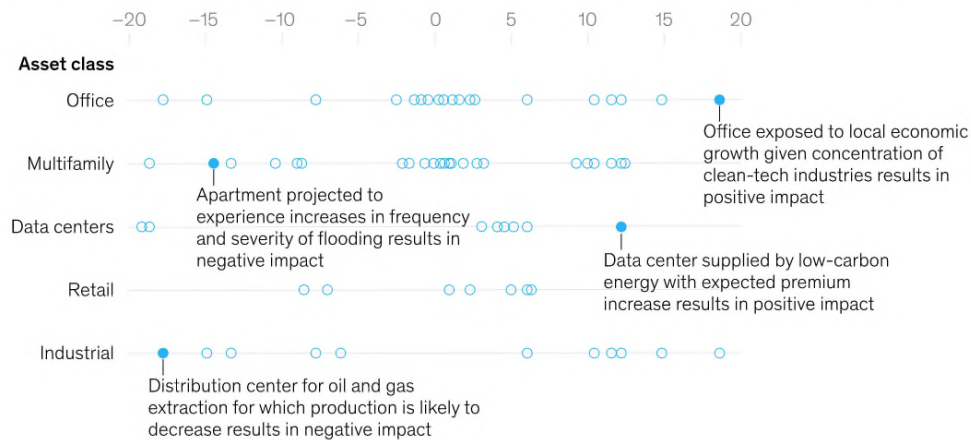 −20 −15 −10 −5 0 5 10 15 20
Asset class
Office
Office exposed to local economic
growth given concentration of
clean-tech industries results in
positive impact
Multifamily
Apartment projected to
experience increases in frequency
and severity of flooding results in
negative impact
Data centers
Data center supplied by low-carbon
energy with expected premium
increase results in positive impact
Retail
Industrial
Distribution center for oil and gas
extraction for which production is likely to
decrease results in negative impact